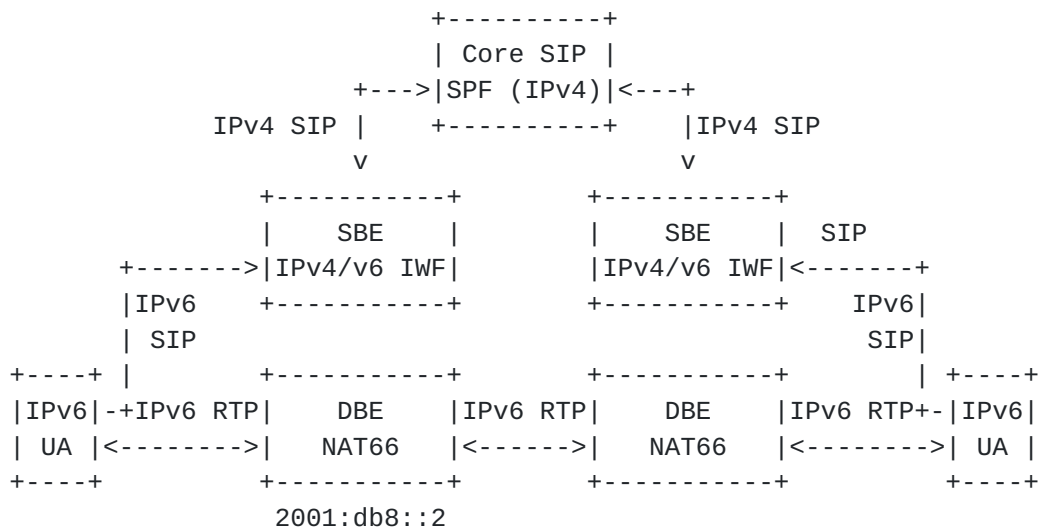 +----------+
| Core SIP |
+--->|SPF (IPv4)|<---+
IPv4 SIP |    +----------+    |IPv4 SIP
v                   v
+-----------+       +-----------+
|    SBE    |       |    SBE    |  SIP
+------->|IPv4/v6 IWF|       |IPv4/v6 IWF|<-------+
|IPv6    +-----------+       +-----------+    IPv6|
| SIP                                          SIP|
+----+ |        +-----------+       +-----------+        | +----+
|IPv6|-+IPv6 RTP|    DBE    |IPv6 RTP|    DBE    |IPv6 RTP+-|IPv6|
| UA |<-------->|   NAT66   |<------>|   NAT66   |<-------->| UA |
+----+          +-----------+        +-----------+          +----+
2001:db8::2